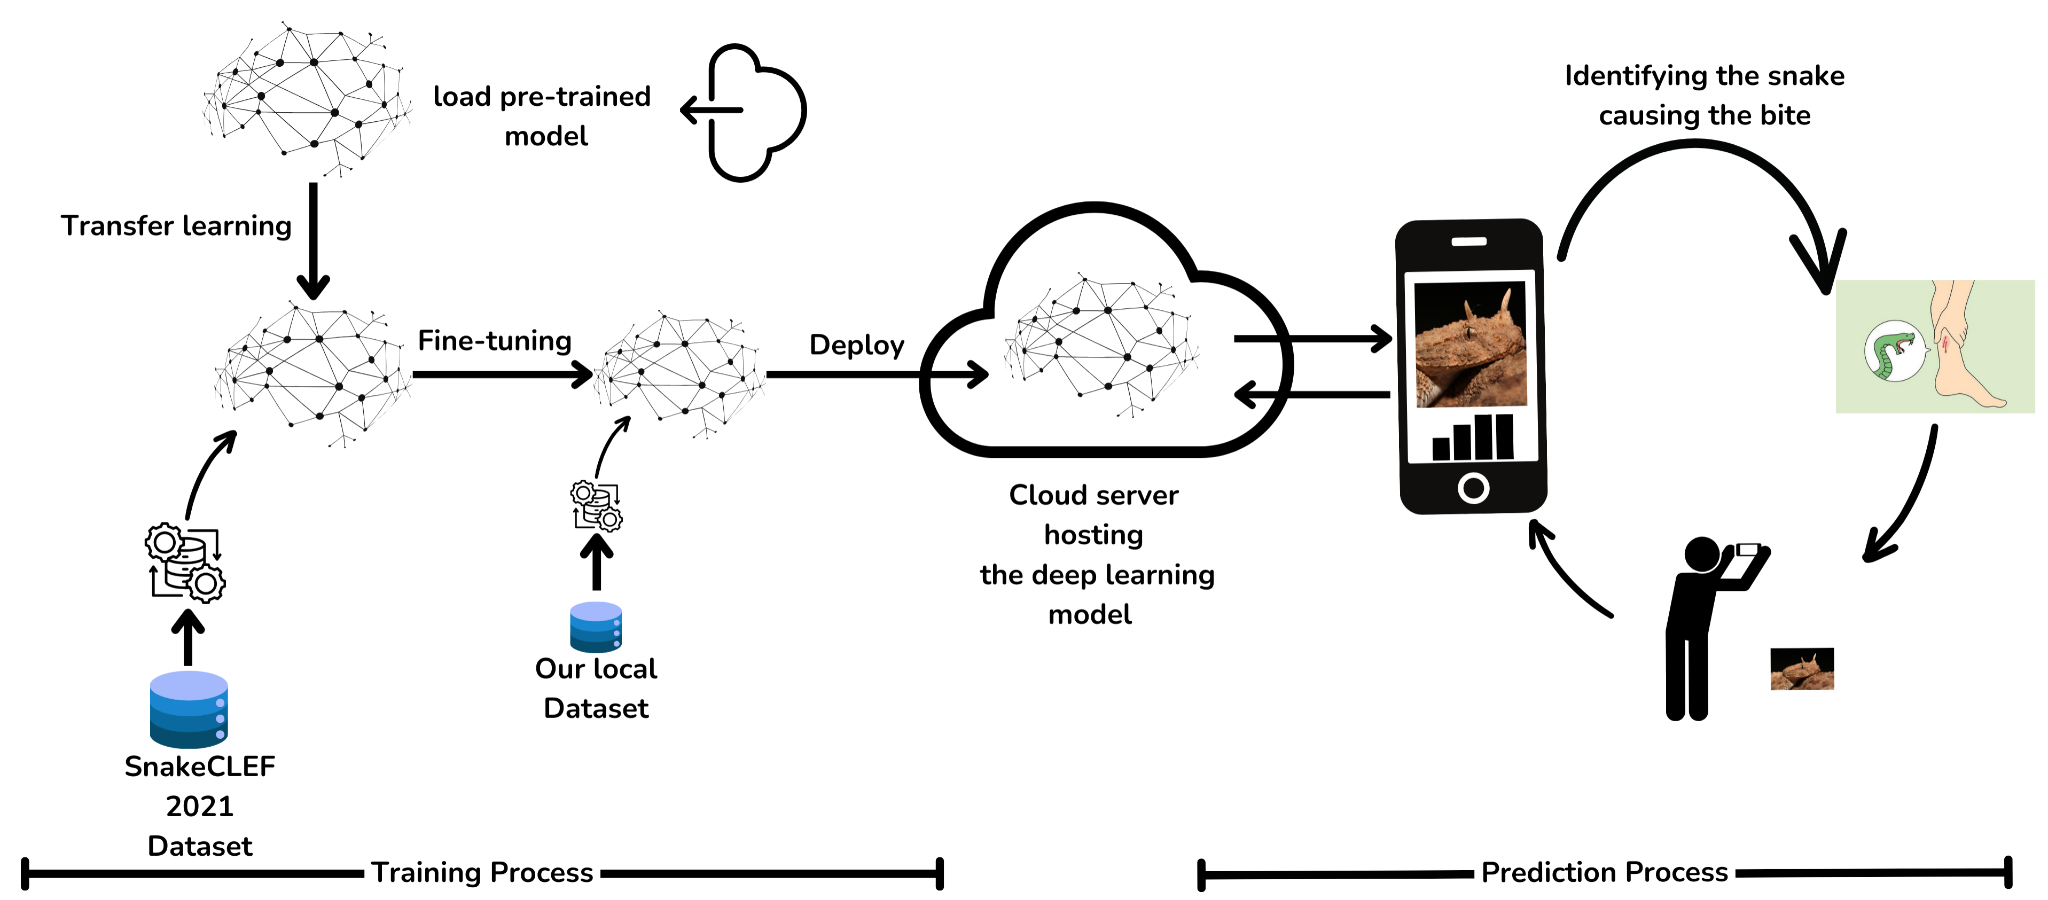 load pre-trained
model
Identifying the snake
causing the bite
Transfer learning
Fine-tuning
Deploy
Cloud server
hosting
the deep learning
model
Our local
Dataset
SnakeCLEF
2021
Dataset
Training Process
Prediction Process